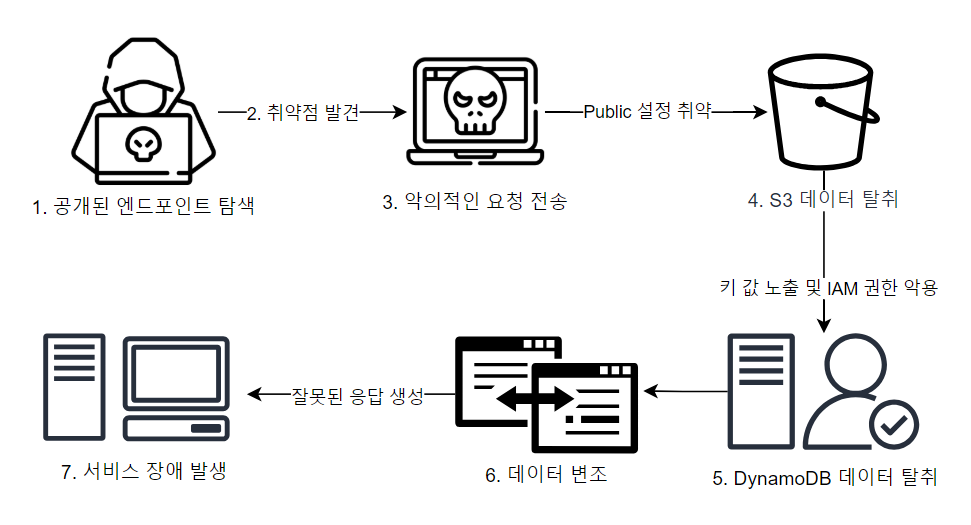 1. 공개된 엔드포인트 탐색
2. 취약점 발견
3. 악의적인 요청 전송
Public 설정 취약
4. S3 데이터 탈취
키 값 노출 및 IAM 권한 악용
5. DynamoDB 데이터 탈취
6. 데이터 변조
잘못된 응답 생성
7. 서비스 장애 발생